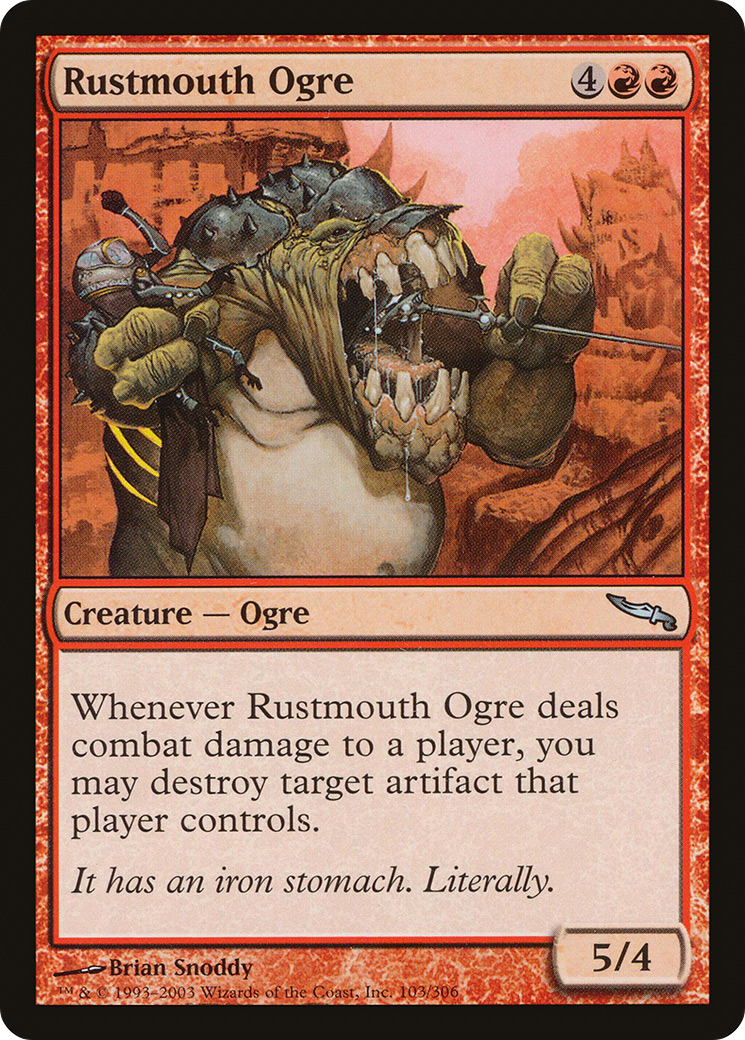 Rustmouth Ogre 4
Creature — Ogre
Whenever Rustmouth Ogre deals
combat damage to a player, you
may destroy target artifact that
player controls.
It has an iron stomach. Literally.
5/4
Brian Snoddy
™ & © 1993–2003 Wizards of the Coast, Inc. 103/306